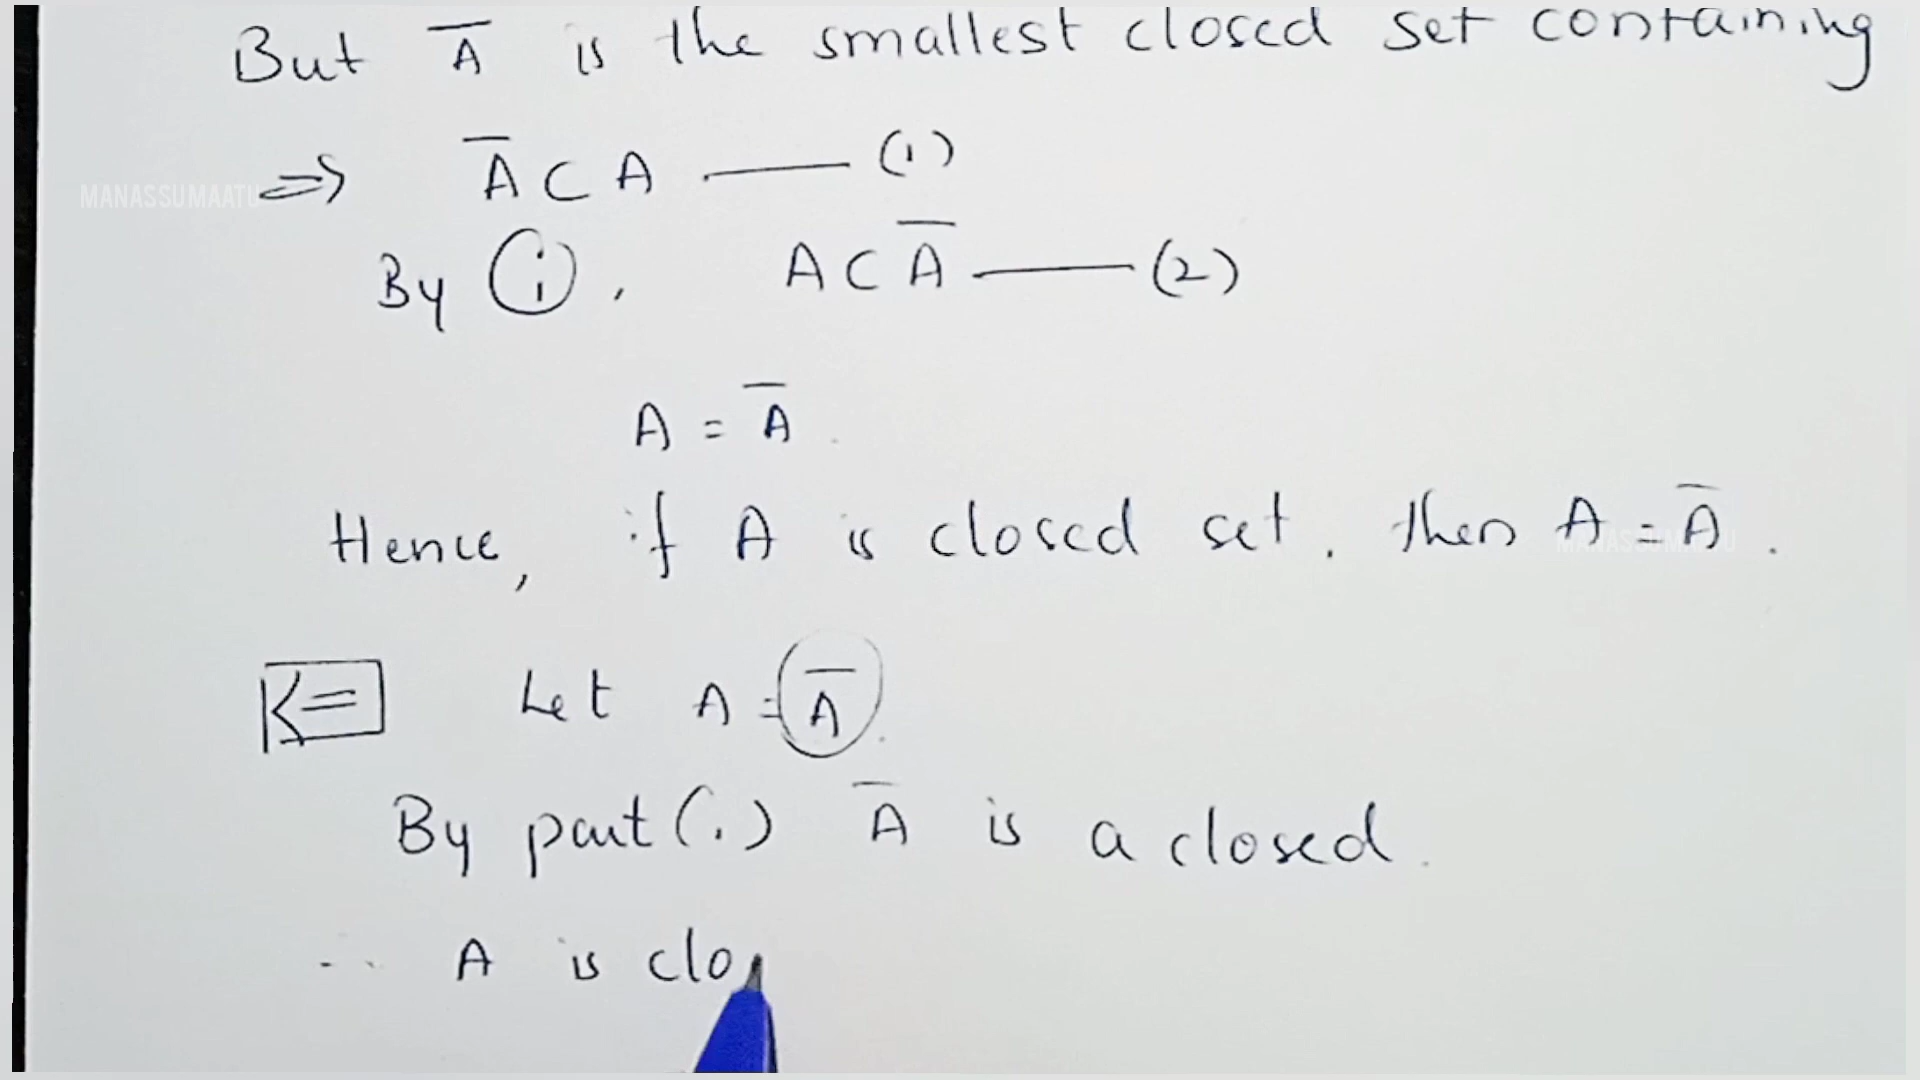 But A̅ is the smallest closed set containing
⇒ A̅ ⊂ A —— (1)
MANASSUMAATU
By (i), A ⊂ A̅ —— (2)
A = A̅.
Hence, if A is closed set, then A = A̅.
MANASSUMAATU
<= Let A = A̅.
By part (i) A̅ is a closed.
∴ A is clo